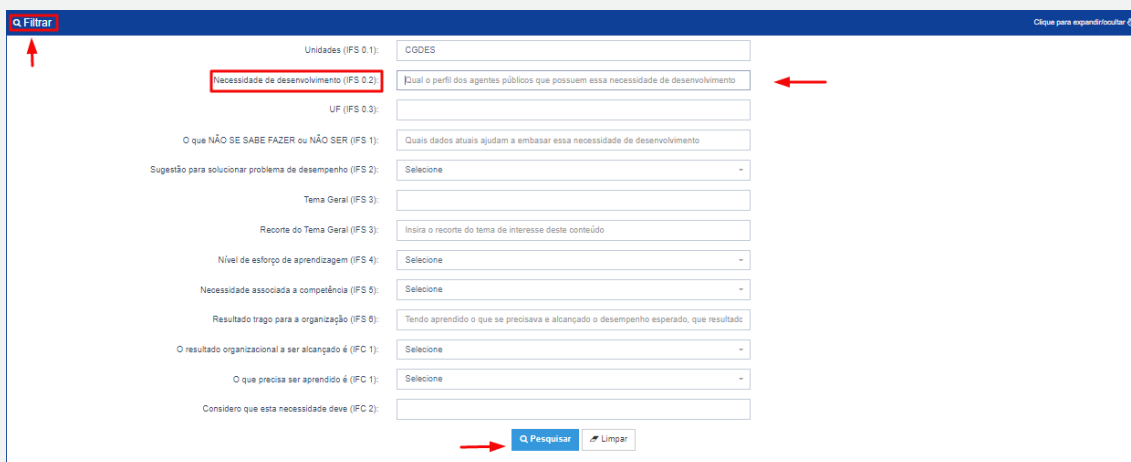 Filtrar Clique para expandir/ocultar
Unidades (IFS 0.1): CGDES
Necessidade de desenvolvimento (IFS 0.2): Qual o perfil dos agentes públicos que possuem essa necessidade de desenvolvimento
UF (IFS 0.3):
O que NÃO SE SABE FAZER ou NÃO SER (IFS 1): Quais dados atuais ajudam a embasar essa necessidade de desenvolvimento
Sugestão para solucionar problema de desempenho (IFS 2): Selecione
Tema Geral (IFS 3):
Recorte do Tema Geral (IFS 3): Insira o recorte do tema de interesse deste conteúdo
Nível de esforço de aprendizagem (IFS 4): Selecione
Necessidade associada a competência (IFS 5): Selecione
Resultado trago para a organização (IFS 6): Tendo aprendido o que se precisava e alcançado o desempenho esperado, que resultado
O resultado organizacional a ser alcançado é (IFC 1): Selecione
O que precisa ser aprendido é (IFC 1): Selecione
Considero que esta necessidade deve (IFC 2):
Pesquisar Limpar